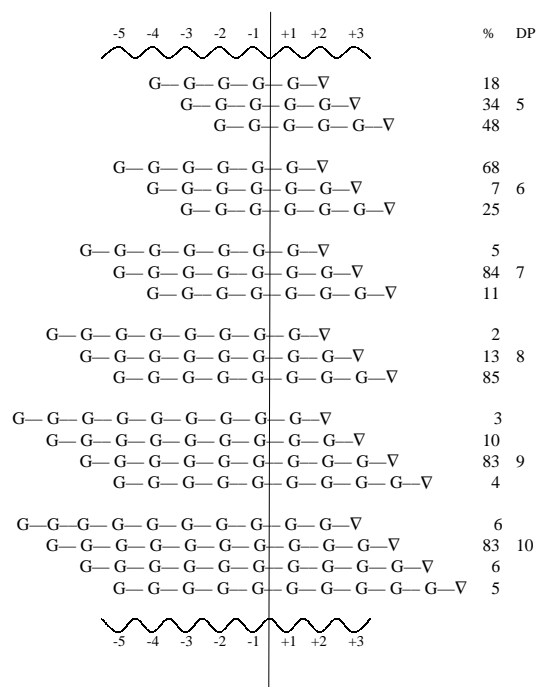 -5 -4 -3 -2 -1 +1 +2 +3 % DP
G—G—G—G—G—∇ 18
G—G—G—G—G—∇ 34 5
G—G—G—G—G—∇ 48
G—G—G—G—G—G—∇ 68
G—G—G—G—G—G—∇ 7 6
G—G—G—G—G—G—∇ 25
G—G—G—G—G—G—G—∇ 5
G—G—G—G—G—G—G—∇ 84 7
G—G—G—G—G—G—G—∇ 11
G—G—G—G—G—G—G—G—∇ 2
G—G—G—G—G—G—G—G—∇ 13 8
G—G—G—G—G—G—G—G—∇ 85
G—G—G—G—G—G—G—G—G—∇ 3
G—G—G—G—G—G—G—G—G—∇ 10
G—G—G—G—G—G—G—G—G—∇ 83 9
G—G—G—G—G—G—G—G—G—∇ 4
G—G—G—G—G—G—G—G—G—G—∇ 6
G—G—G—G—G—G—G—G—G—G—∇ 83 10
G—G—G—G—G—G—G—G—G—G—∇ 6
G—G—G—G—G—G—G—G—G—G—∇ 5
-5 -4 -3 -2 -1 +1 +2 +3